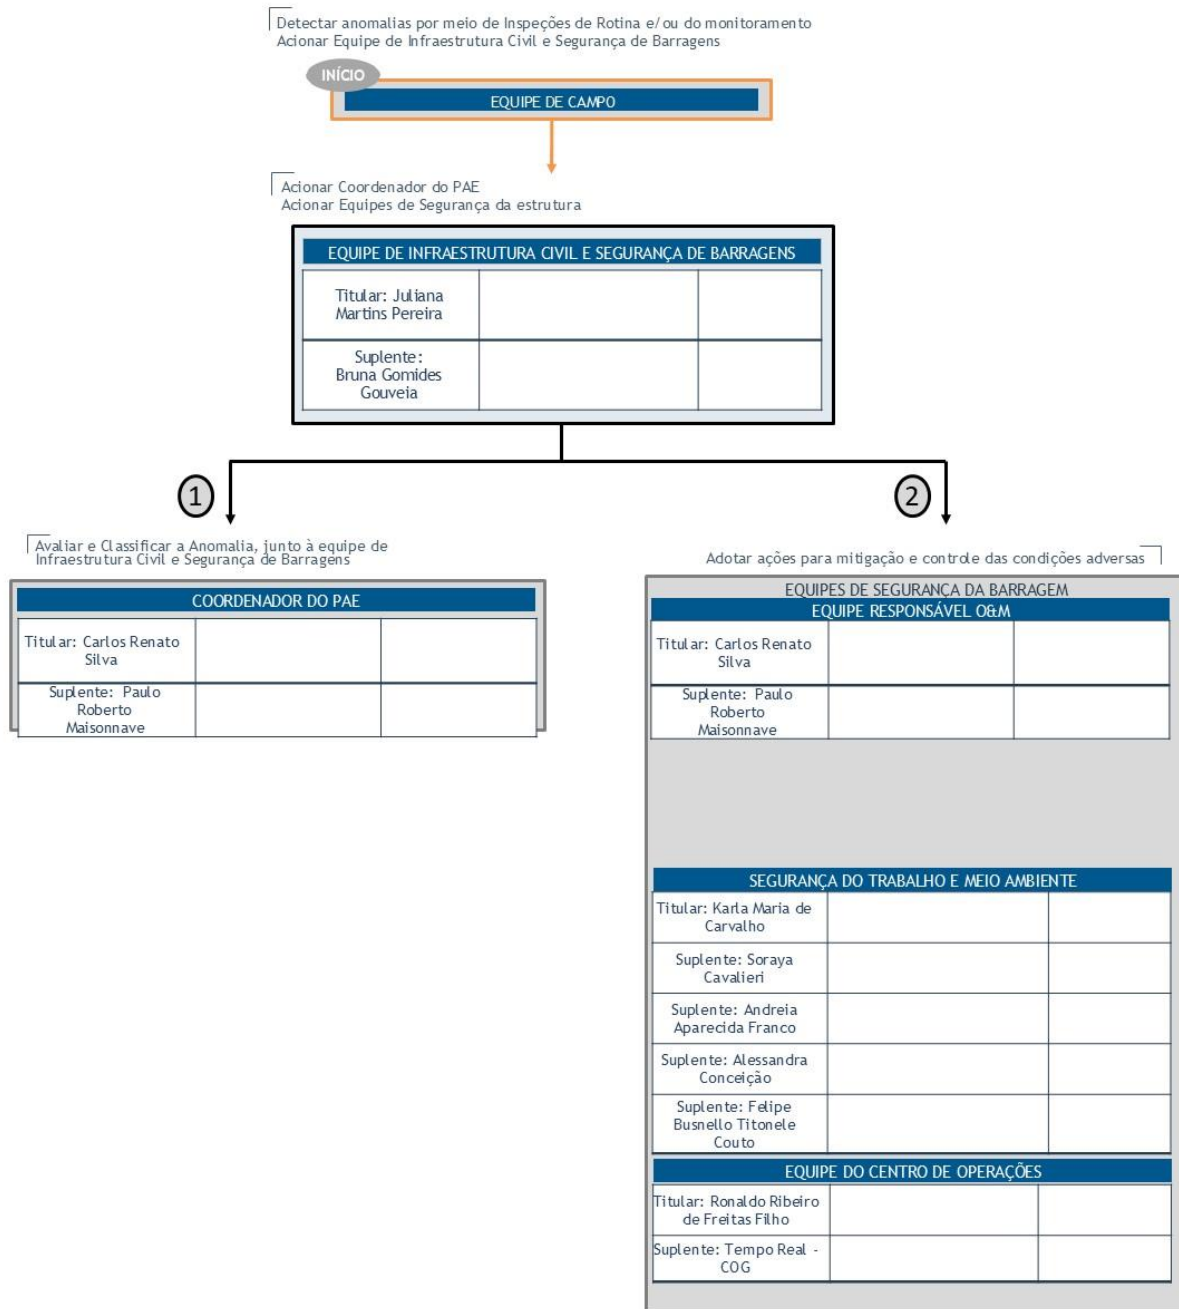 Detectar anomalias por meio de Inspeções de Rotina e/ou do monitoramento
Acionar Equipe de Infraestrutura Civil e Segurança de Barragens
INÍCIO
EQUIPE DE CAMPO
Acionar Coordenador do PAE
Acionar Equipes de Segurança da estrutura
EQUIPE DE INFRAESTRUTURA CIVIL E SEGURANÇA DE BARRAGENS
Titular: Juliana
Martins Pereira
Suplente:
Bruna Gomides
Gouveia
1
2
Avaliar e Classificar a Anomalia, junto à equipe de
Infraestrutura Civil e Segurança de Barragens
COORDENADOR DO PAE
Titular: Carlos Renato
Silva
Suplente: Paulo
Roberto
Maisonnave
Adotar ações para mitigação e controle das condições adversas
EQUIPES DE SEGURANÇA DA BARRAGEM
EQUIPE RESPONSÁVEL O&M
Titular: Carlos Renato
Silva
Suplente: Paulo
Roberto
Maisonnave
SEGURANÇA DO TRABALHO E MEIO AMBIENTE
Titular: Karla Maria de
Carvalho
Suplente: Soraya
Cavalieri
Suplente: Andreia
Aparecida Franco
Suplente: Alessandra
Conceição
Suplente: Felipe
Busnello Titonele
Couto
EQUIPE DO CENTRO DE OPERAÇÕES
Titular: Ronaldo Ribeiro
de Freitas Filho
Suplente: Tempo Real -
COG